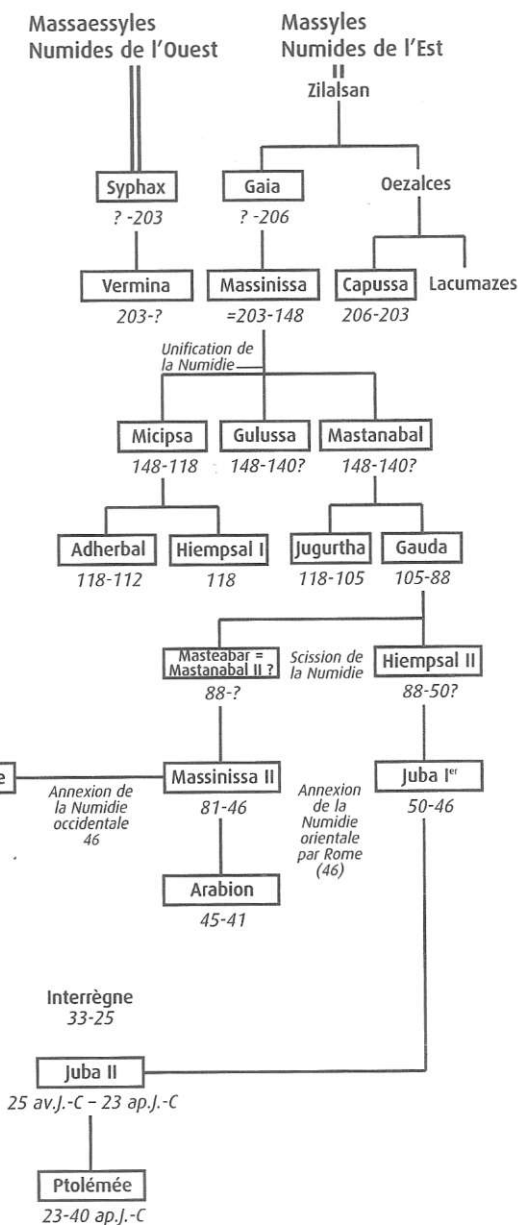 Massaessyles
Numides de l'Ouest
Massyles
Numides de l'Est
Zilalsan
Syphax
? -203
Gaia
? -206
Oezalces
Vermina
203-?
Massinissa
=203-148
Capussa
206-203
Lacumazes
Unification de
la Numidie
Micipsa
148-118
Gulussa
148-140?
Mastanabal
148-140?
Adherbal
118-112
Hiempsal I
118
Jugurtha
118-105
Gauda
105-88
Masteabar =
Mastanabal II ?
88-?
Scission de
la Numidie
Hiempsal II
88-50?
e
Annexion de
la Numidie
occidentale
46
Massinissa II
81-46
Annexion
de la
Numidie
orientale
par Rome
(46)
Juba Ier
50-46
Arabion
45-41
Interrègne
33-25
Juba II
25 av.J.-C – 23 ap.J.-C
Ptolémée
23-40 ap.J.-C